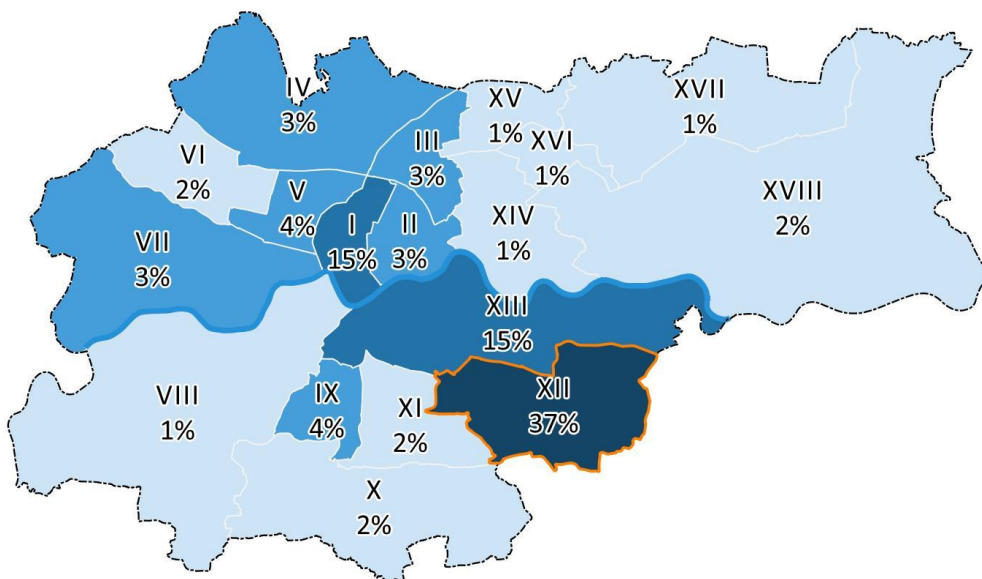 IV
3%
XV
1%
XVII
1%
III
3%
XVI
1%
VI
2%
V
4%
XVIII
2%
I
15%
II
3%
XIV
1%
VII
3%
XIII
15%
VIII
1%
IX
4%
XI
2%
XII
37%
X
2%